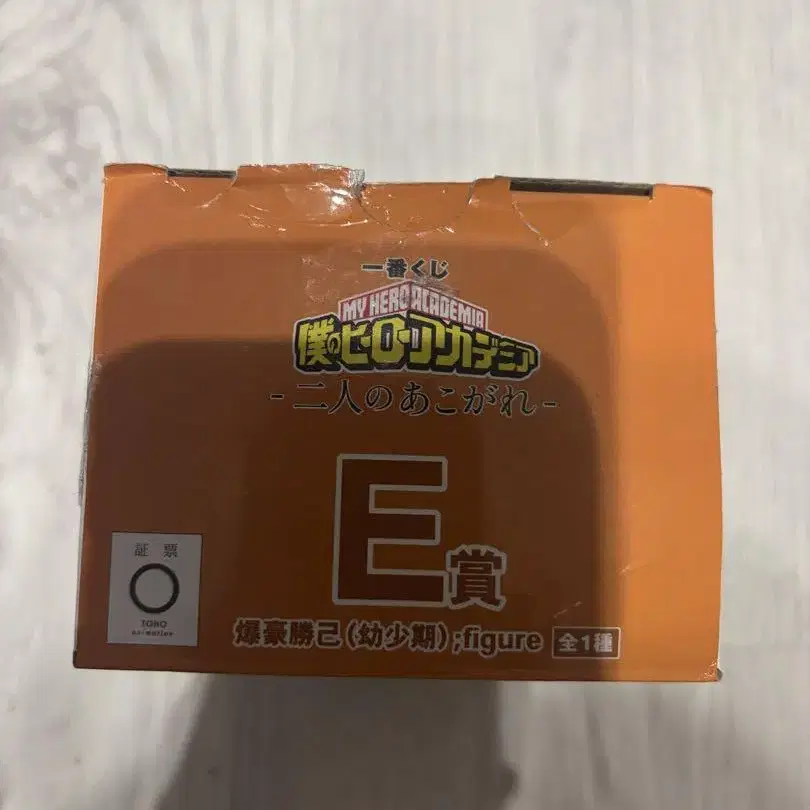 一番くじ
MY HERO ACADEMIA
僕のヒーローアカデミア
-二人のあこがれ-
E賞
証 票
TOHO
animation
爆豪勝己(幼少期);figure 全1種